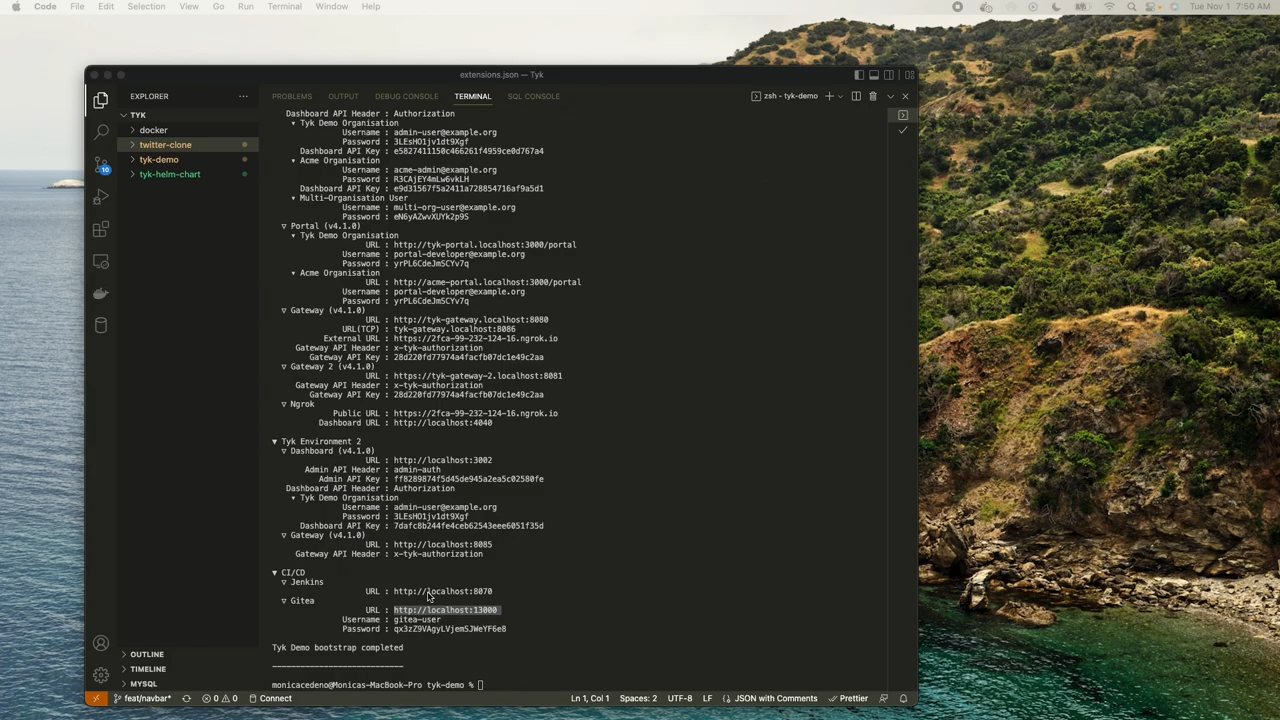 Code File Edit Selection View Go Run Terminal Window Help
Tue Nov 1 7:50 AM
extensions.json — Tyk
EXPLORER
TYK
docker
twitter-clone
tyk-demo
tyk-helm-chart
10
OUTLINE
TIMELINE
MYSQL
PROBLEMS OUTPUT DEBUG CONSOLE TERMINAL SQL CONSOLE
zsh - tyk-demo
Dashboard API Header : Authorization
▾ Tyk Demo Organisation
Username : admin-user@example.org
Password : 3LEsHO1jv1dt9Xgf
Dashboard API Key : e5827411150c466261f4959ce0d767a4
▾ Acme Organisation
Username : acme-admin@example.org
Password : R3CAjEY4mLw6vkLH
Dashboard API Key : e9d31567f5a2411a728854716af9a5d1
▾ Multi-Organisation User
Username : multi-org-user@example.org
Password : eN6yAZwvXUYk2p9S
▽ Portal (v4.1.0)
▾ Tyk Demo Organisation
URL : http://tyk-portal.localhost:3000/portal
Username : portal-developer@example.org
Password : yrPL6CdeJmSCYv7q
▾ Acme Organisation
URL : http://acme-portal.localhost:3000/portal
Username : portal-developer@example.org
Password : yrPL6CdeJmSCYv7q
▽ Gateway (v4.1.0)
URL : http://tyk-gateway.localhost:8080
URL(TCP) : tyk-gateway.localhost:8086
External URL : https://2fca-99-232-124-16.ngrok.io
Gateway API Header : x-tyk-authorization
Gateway API Key : 28d220fd77974a4facfb07dc1e49c2aa
▽ Gateway 2 (v4.1.0)
URL : https://tyk-gateway-2.localhost:8081
Gateway API Header : x-tyk-authorization
Gateway API Key : 28d220fd77974a4facfb07dc1e49c2aa
▽ Ngrok
Public URL : https://2fca-99-232-124-16.ngrok.io
Dashboard URL : http://localhost:4040
▼ Tyk Environment 2
▽ Dashboard (v4.1.0)
URL : http://localhost:3002
Admin API Header : admin-auth
Admin API Key : ff8289874f5d45de945a2ea5c02580fe
Dashboard API Header : Authorization
▾ Tyk Demo Organisation
Username : admin-user@example.org
Password : 3LEsHO1jv1dt9Xgf
Dashboard API Key : 7dafc8b244fe4ceb62543eee6051f35d
▽ Gateway (v4.1.0)
URL : http://localhost:8085
Gateway API Header : x-tyk-authorization
▼ CI/CD
▽ Jenkins
URL : http://localhost:8070
▽ Gitea
URL : http://localhost:13000
Username : gitea-user
Password : qx3zZ9VAgyLVjemSJWeYF6e8
Tyk Demo bootstrap completed
----------------------------
monicacedeno@Monicas-MacBook-Pro tyk-demo %
feat/navbar* 0 0 Connect Ln 1, Col 1 Spaces: 2 UTF-8 LF {} JSON with Comments Prettier